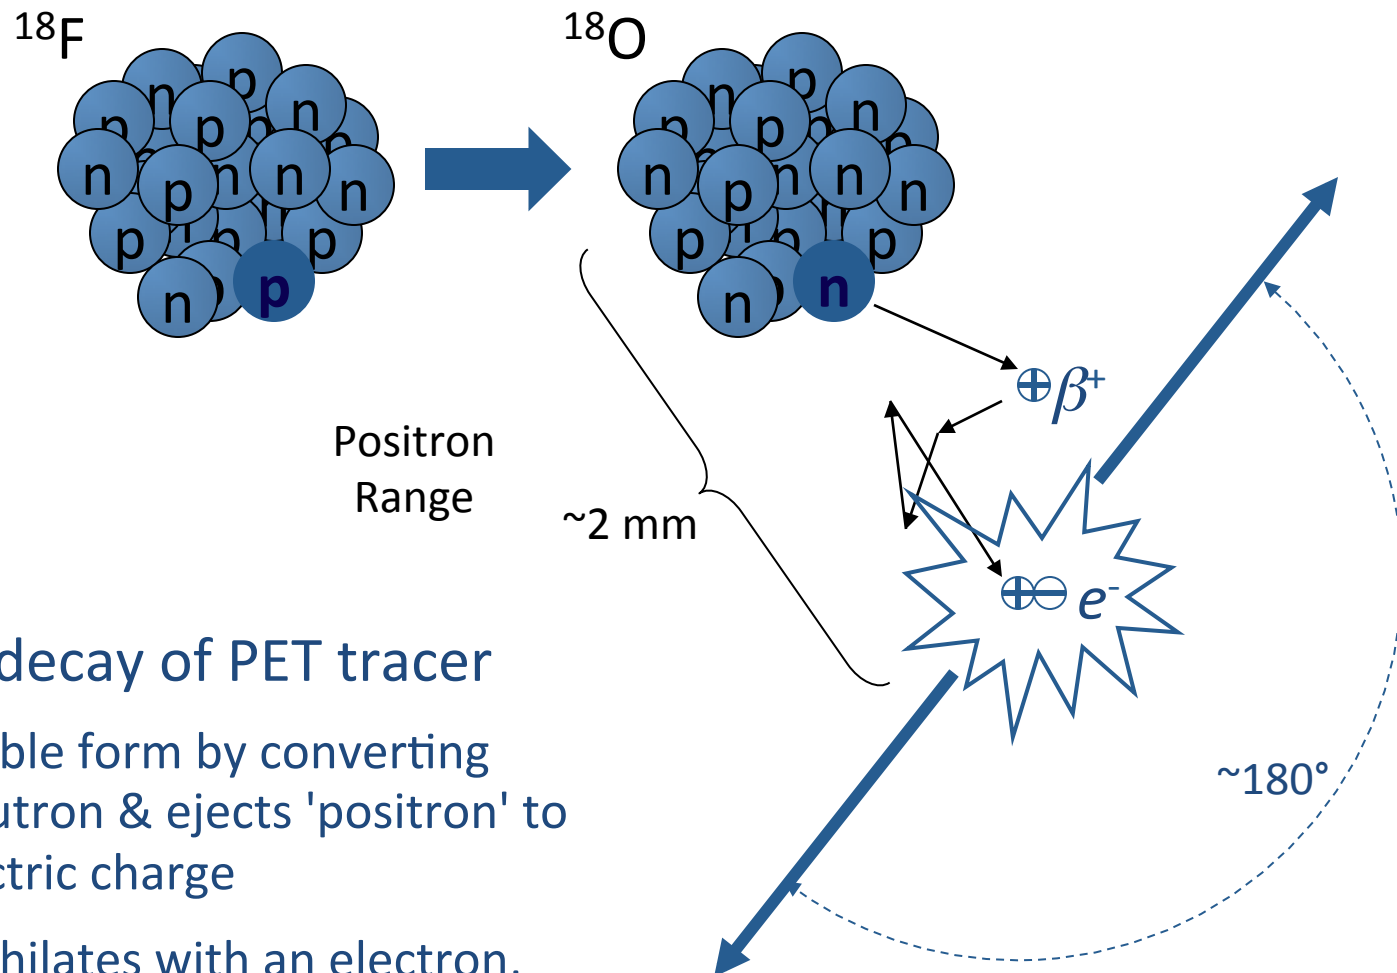 ¹⁸F
¹⁸O
n p n p p p n n p n n p n p p n p
n p n p p p n n p n n p n p p n n
β⁺
Positron
Range
~2 mm
e⁻
~180°
decay of PET tracer
ble form by converting
utron & ejects 'positron' to
ctric charge
hilates with an electron,